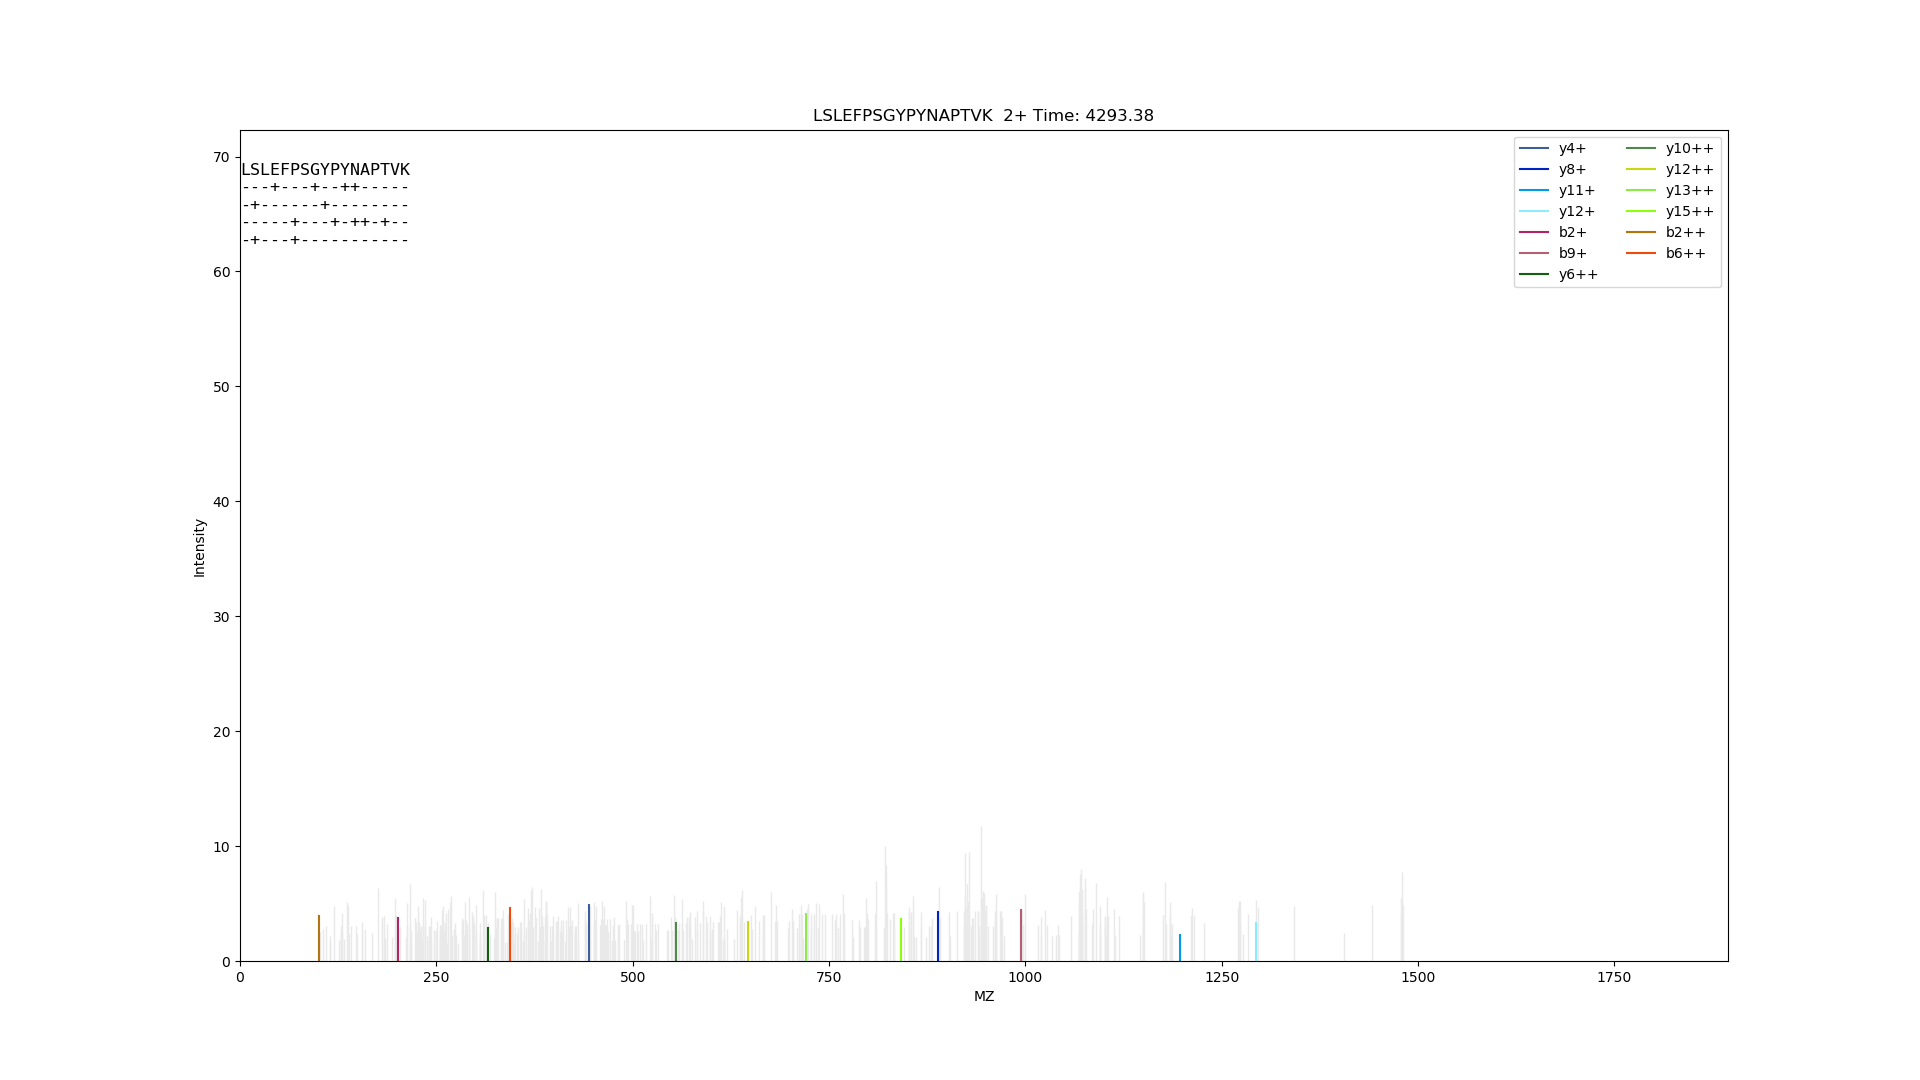 LSLEFPSGYPYNAPTVK  2+ Time: 4293.38
LSLEFPSGYPYNAPTVK
---+---+--++-----
-+------+--------
-----+---+-++-+--
-+---+-----------
y4+
y8+
y11+
y12+
b2+
b9+
y6++
y10++
y12++
y13++
y15++
b2++
b6++
70
60
50
40
30
20
10
0
Intensity
0
250
500
750
1000
1250
1500
1750
MZ